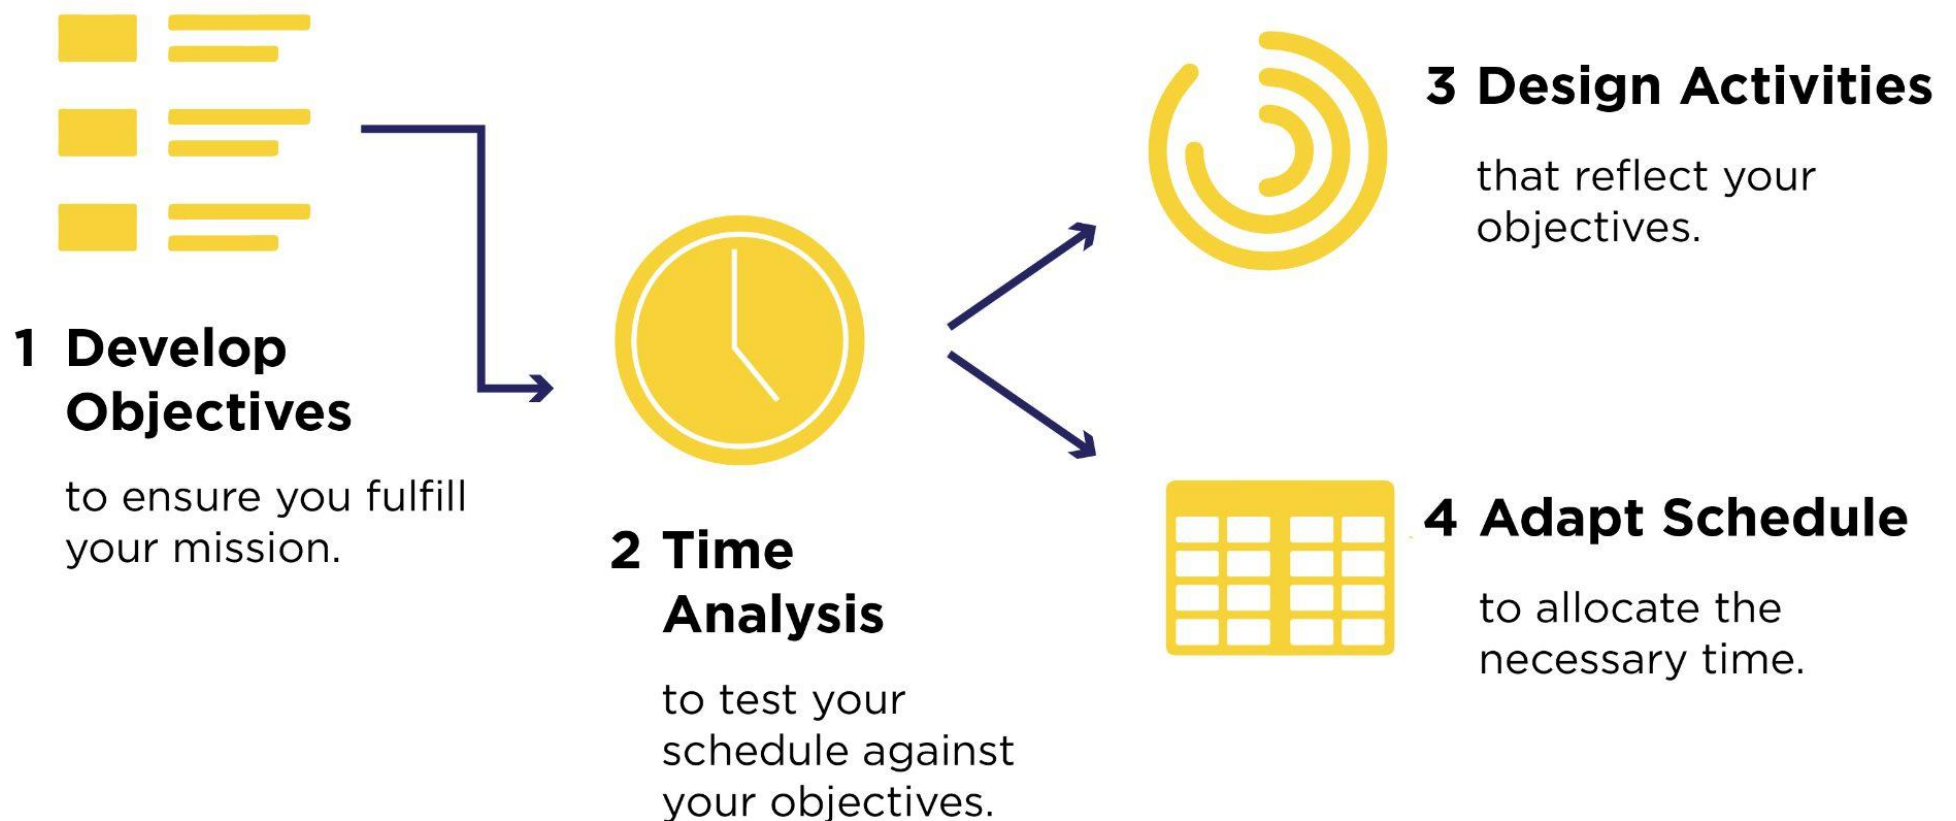 1 Develop
Objectives
to ensure you fulfill
your mission.
2 Time
Analysis
to test your
schedule against
your objectives.
3 Design Activities
that reflect your
objectives.
4 Adapt Schedule
to allocate the
necessary time.